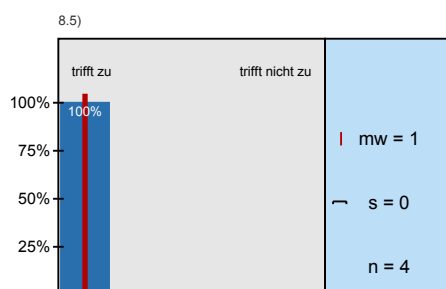 8.5)
trifft zu trifft nicht zu
100%
100%
75%
50%
25%
mw = 1
s = 0
n = 4